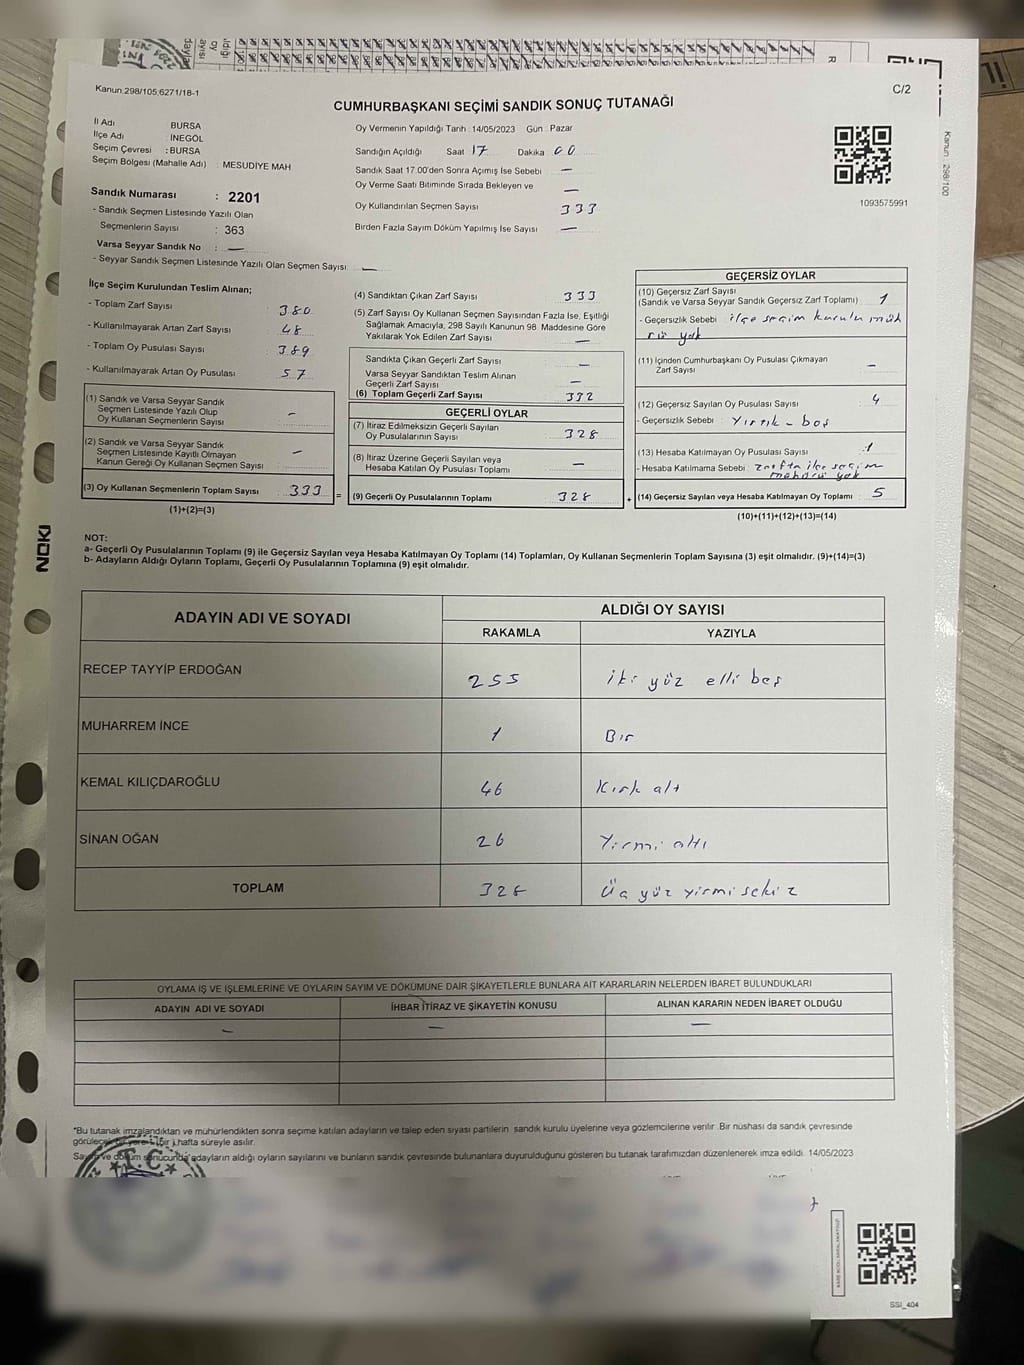 Kanun:298/105,6271/18-1
C/2
CUMHURBAŞKANI SEÇİMİ SANDIK SONUÇ TUTANAĞI
İl Adı BURSA
İlçe Adı İNEGÖL
Seçim Çevresi : BURSA
Seçim Bölgesi (Mahalle Adı) : MESUDİYE MAH
Sandık Numarası : 2201
- Sandık Seçmen Listesinde Yazılı Olan
Seçmenlerin Sayısı : 363
Varsa Seyyar Sandık No : —
- Seyyar Sandık Seçmen Listesinde Yazılı Olan Seçmen Sayısı: —
Oy Vermenin Yapıldığı Tarih :14/05/2023 Gün : Pazar
Sandığın Açıldığı Saat 17 Dakika 00
Sandık Saat 17.00'den Sonra Açımış İse Sebebi —
Oy Verme Saati Bitiminde Sırada Bekleyen ve
Oy Kullandırılan Seçmen Sayısı — 333
Birden Fazla Sayım Döküm Yapılmış İse Sayısı —
1093575991
Kanun : 298/100
İlçe Seçim Kurulundan Teslim Alınan;
- Toplam Zarf Sayısı 380
- Kullanılmayarak Artan Zarf Sayısı 48
- Toplam Oy Pusulası Sayısı 389
- Kullanılmayarak Artan Oy Pusulası 57
(1) Sandık ve Varsa Seyyar Sandık
Seçmen Listesinde Yazılı Olup
Oy Kullanan Seçmenlerin Sayısı —
(2) Sandık ve Varsa Seyyar Sandık
Seçmen Listesinde Kayıtlı Olmayan
Kanun Gereği Oy Kullanan Seçmen Sayısı —
(3) Oy Kullanan Seçmenlerin Toplam Sayısı 333 =
(1)+(2)=(3)
(4) Sandıktan Çıkan Zarf Sayısı 333
(5) Zarf Sayısı Oy Kullanan Seçmen Sayısından Fazla İse, Eşitliği
Sağlamak Amacıyla; 298 Sayılı Kanunun 98. Maddesine Göre
Yakılarak Yok Edilen Zarf Sayısı —
Sandıkta Çıkan Geçerli Zarf Sayısı —
Varsa Seyyar Sandıktan Teslim Alınan
Geçerli Zarf Sayısı —
(6) Toplam Geçerli Zarf Sayısı 332
GEÇERLİ OYLAR
(7) İtiraz Edilmeksizin Geçerli Sayılan
Oy Pusulalarının Sayısı 328
(8) İtiraz Üzerine Geçerli Sayılan veya
Hesaba Katılan Oy Pusulası Toplamı —
(9) Geçerli Oy Pusulalarının Toplamı 328 +
GEÇERSİZ OYLAR
(10) Geçersiz Zarf Sayısı
(Sandık ve Varsa Seyyar Sandık Geçersiz Zarf Toplamı) 1
- Geçersizlik Sebebi : ilçe seçim kurulu müh
rü yok
(11) İçinden Cumhurbaşkanı Oy Pusulası Çıkmayan
Zarf Sayısı —
(12) Geçersiz Sayılan Oy Pusulası Sayısı 4
- Geçersizlik Sebebi : Yırtık - boş
(13) Hesaba Katılmayan Oy Pusulası Sayısı 1
- Hesaba Katılmama Sebebi : Zarfta ilçe seçim
mührü yok
(14) Geçersiz Sayılan veya Hesaba Katılmayan Oy Toplamı 5
(10)+(11)+(12)+(13)=(14)
NOT:
a- Geçerli Oy Pusulalarının Toplamı (9) ile Geçersiz Sayılan veya Hesaba Katılmayan Oy Toplamı (14) Toplamları, Oy Kullanan Seçmenlerin Toplam Sayısına (3) eşit olmalıdır. (9)+(14)=(3)
b- Adayların Aldığı Oyların Toplamı, Geçerli Oy Pusulalarının Toplamına (9) eşit olmalıdır.
ADAYIN ADI VE SOYADI ALDIĞI OY SAYISI
RAKAMLA YAZIYLA
RECEP TAYYİP ERDOĞAN 255 iki yüz elli beş
MUHARREM İNCE 1 Bir
KEMAL KILIÇDAROĞLU 46 Kırk altı
SİNAN OĞAN 26 Yirmi altı
TOPLAM 328 Üç yüz yirmi sekiz
OYLAMA İŞ VE İŞLEMLERİNE VE OYLARIN SAYIM VE DÖKÜMÜNE DAİR ŞİKAYETLERLE BUNLARA AİT KARARLARIN NELERDEN İBARET BULUNDUKLARI
ADAYIN ADI VE SOYADI İHBAR İTİRAZ VE ŞİKAYETİN KONUSU ALINAN KARARIN NEDEN İBARET OLDUĞU
— — —
*Bu tutanak imzalandıktan ve mühürlendikten sonra seçime katılan adayların ve talep eden siyasi partilerin sandık kurulu üyelerine veya gözlemcilerine verilir. Bir nüshası da sandık çevresinde
görülecek bir yere 1 (bir) hafta süreyle asılır.
Sayım ve döküm sonucunda adayların aldığı oyların sayılarını ve bunların sandık çevresinde bulunanlara duyurulduğunu gösteren bu tutanak tarafımızdan düzenlenerek imza edildi. 14/05/2023
T.C.
SSI_404
NOKI